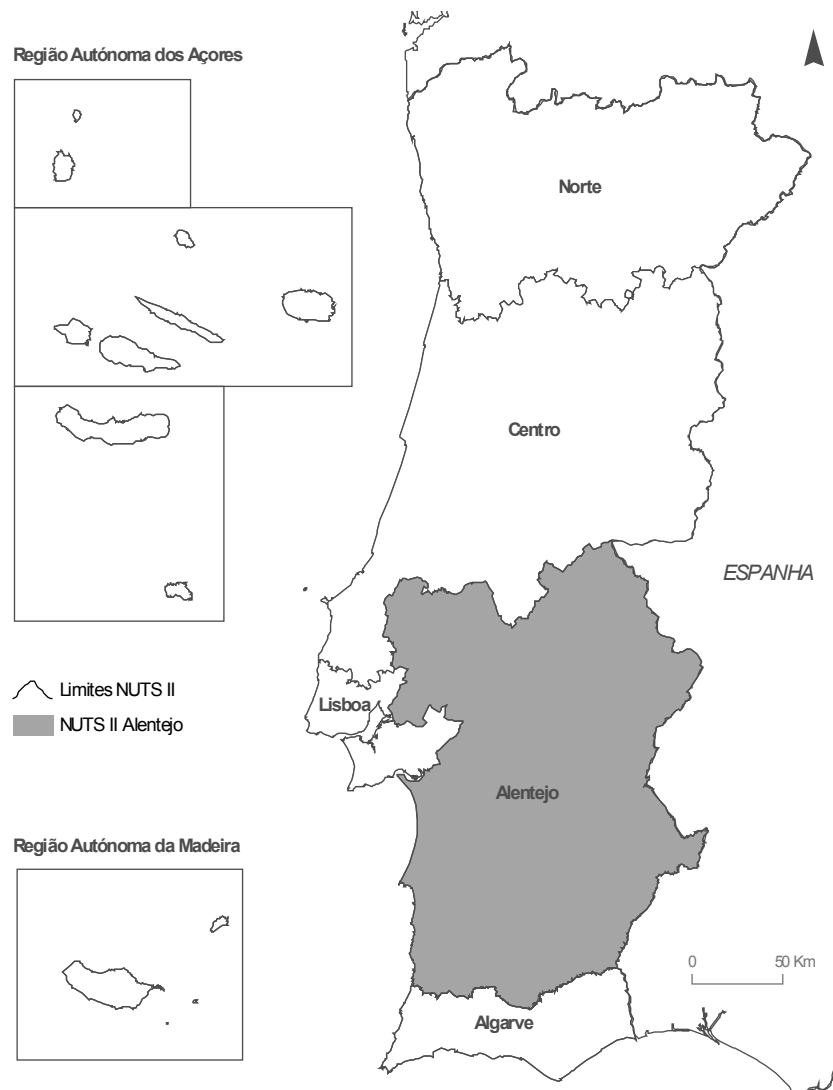 Região Autónoma dos Açores
Norte
Centro
ESPANHA
Limites NUTS II
Lisboa
NUTS II Alentejo
Alentejo
Região Autónoma da Madeira
0 50 Km
Algarve